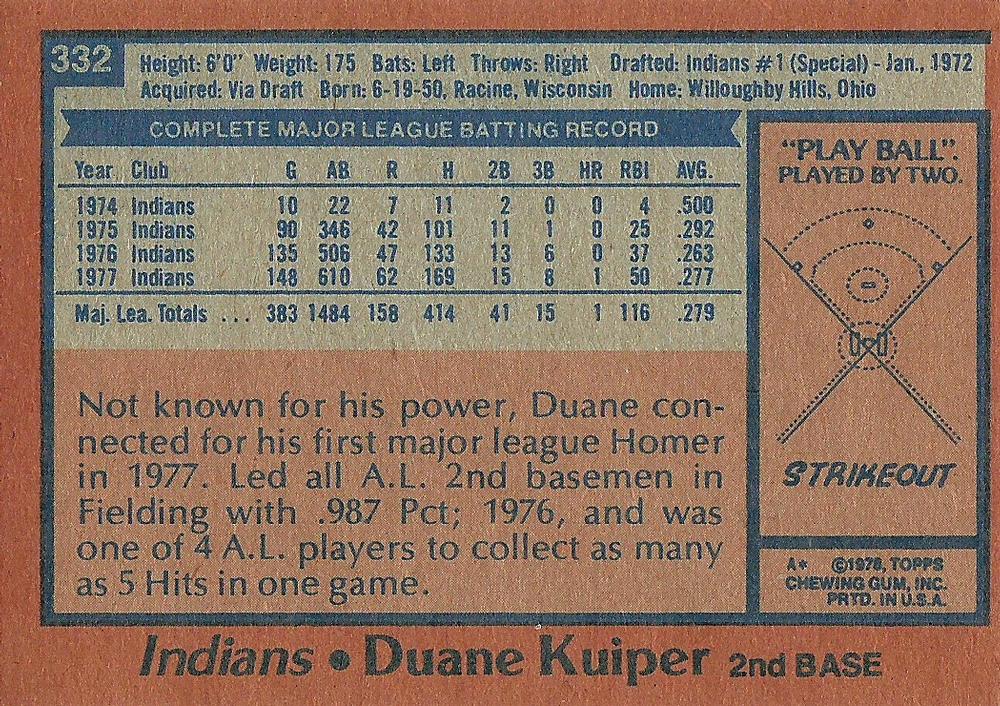 332
Height: 6'0" Weight: 175 Bats: Left Throws: Right Drafted: Indians #1 (Special) - Jan., 1972
Acquired: Via Draft Born: 6-19-50, Racine, Wisconsin Home: Willoughby Hills, Ohio
COMPLETE MAJOR LEAGUE BATTING RECORD
Year Club G AB R H 2B 3B HR RBI AVG.
1974 Indians 10 22 7 11 2 0 0 4 .500
1975 Indians 90 346 42 101 11 1 0 25 .292
1976 Indians 135 506 47 133 13 6 0 37 .263
1977 Indians 148 610 62 169 15 8 1 50 .277
Maj. Lea. Totals ... 383 1484 158 414 41 15 1 116 .279
Not known for his power, Duane con-
nected for his first major league Homer
in 1977. Led all A.L. 2nd basemen in
Fielding with .987 Pct; 1976, and was
one of 4 A.L. players to collect as many
as 5 Hits in one game.
"PLAY BALL".
PLAYED BY TWO.
STRIKEOUT
A* ©1978, TOPPS
CHEWING GUM, INC.
PRTD. IN U.S.A.
Indians • Duane Kuiper 2nd BASE